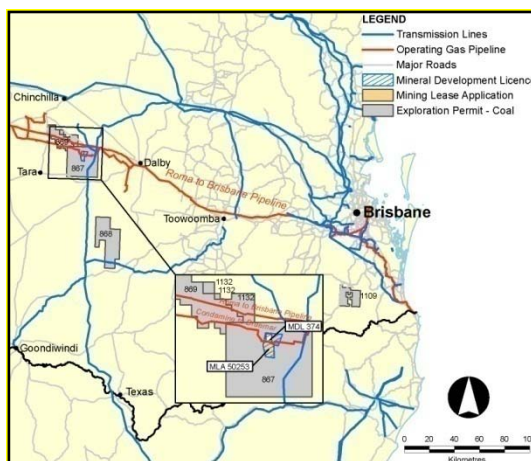 LEGEND
Transmission Lines
Operating Gas Pipeline
Major Roads
Mineral Development Licence
Mining Lease Application
Exploration Permit - Coal
Chinchilla
Tara
867
Dalby
Roma to Brisbane Pipeline
Toowoomba
Brisbane
868
1109
Goondiwindi
Texas
869
1132
1132
1132
Roma to Brisbane Pipeline
MDL 374
MLA 50253
867
0 20 40 60 80 100
Kilometres